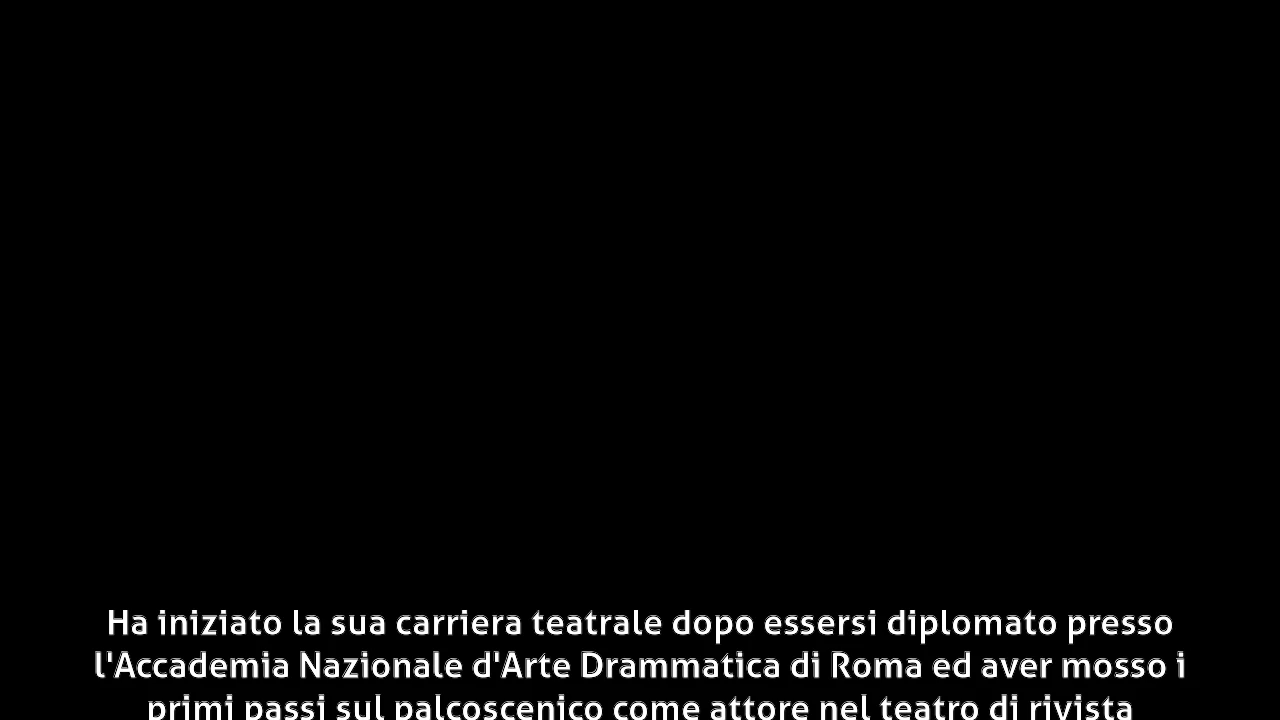 Ha iniziato la sua carriera teatrale dopo essersi diplomato presso
l'Accademia Nazionale d'Arte Drammatica di Roma ed aver mosso i
primi passi sul palcoscenico come attore nel teatro di rivista